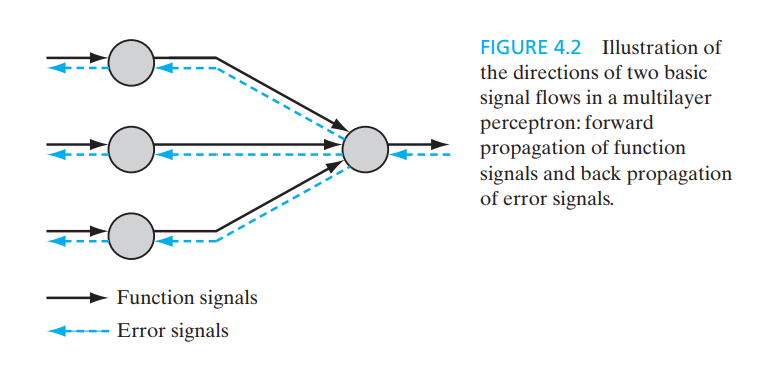 FIGURE 4.2 Illustration of
the directions of two basic
signal flows in a multilayer
perceptron: forward
propagation of function
signals and back propagation
of error signals.
Function signals
Error signals